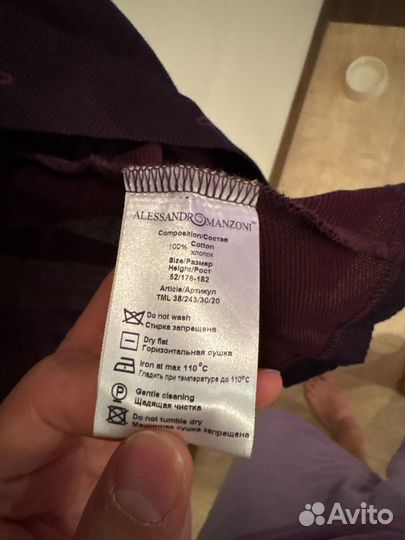 ALESSANDRO MANZONI™
Composition/Состав
100% Cotton
хлопок
Size/Размер
Height/Рост
52/176-182
Article/Артикул
TML 38/243/30/20
Do not wash
Стирка запрещена
Dry flat
Горизонтальная сушка
Iron at max 110°C
Гладить при температуре до 110°C
P
Gentle cleaning
Щадящая чистка
Do not tumble dry
Машинная сушка запрещена
Avito